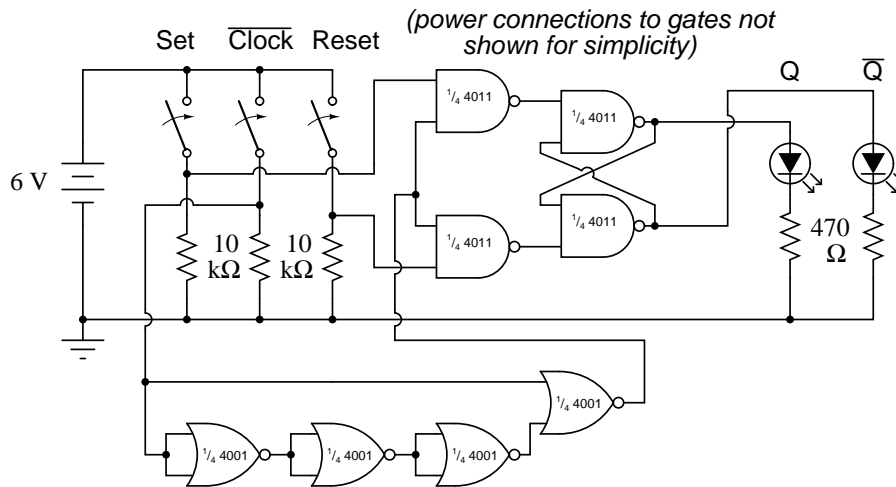 (power connections to gates not
shown for simplicity)
Set
Clock
Reset
Q
Q
1/4 4011
1/4 4011
6 V
10
kΩ
10
kΩ
1/4 4011
1/4 4011
470
Ω
1/4 4001
1/4 4001
1/4 4001
1/4 4001